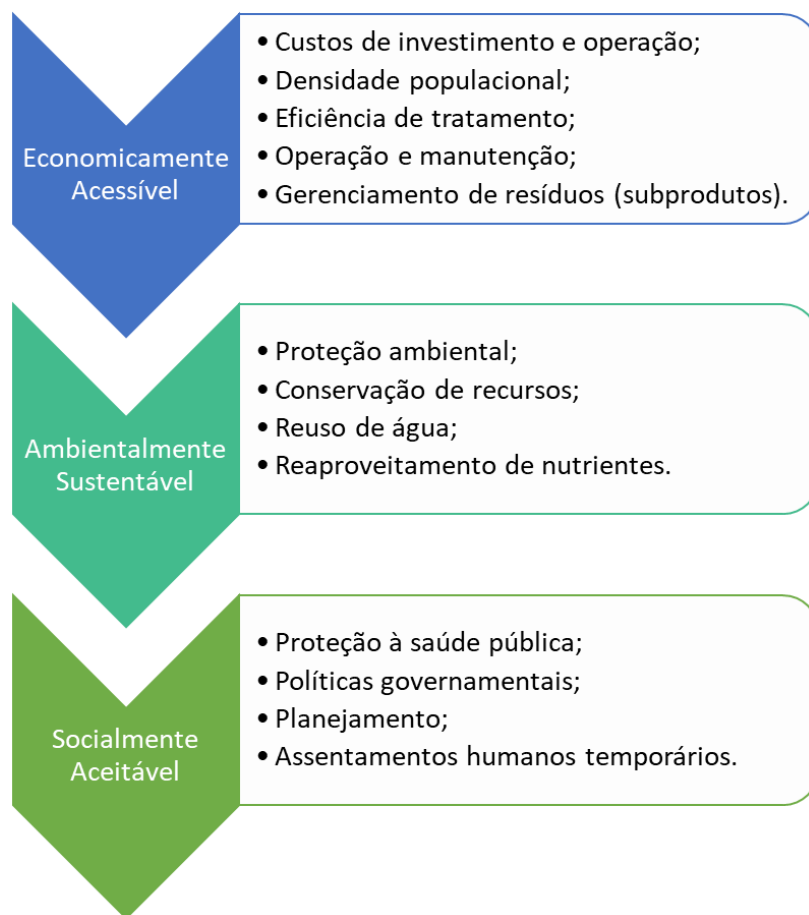 Economicamente
Acessível
• Custos de investimento e operação;
• Densidade populacional;
• Eficiência de tratamento;
• Operação e manutenção;
• Gerenciamento de resíduos (subprodutos).
Ambientalmente
Sustentável
• Proteção ambiental;
• Conservação de recursos;
• Reuso de água;
• Reaproveitamento de nutrientes.
Socialmente
Aceitável
• Proteção à saúde pública;
• Políticas governamentais;
• Planejamento;
• Assentamentos humanos temporários.